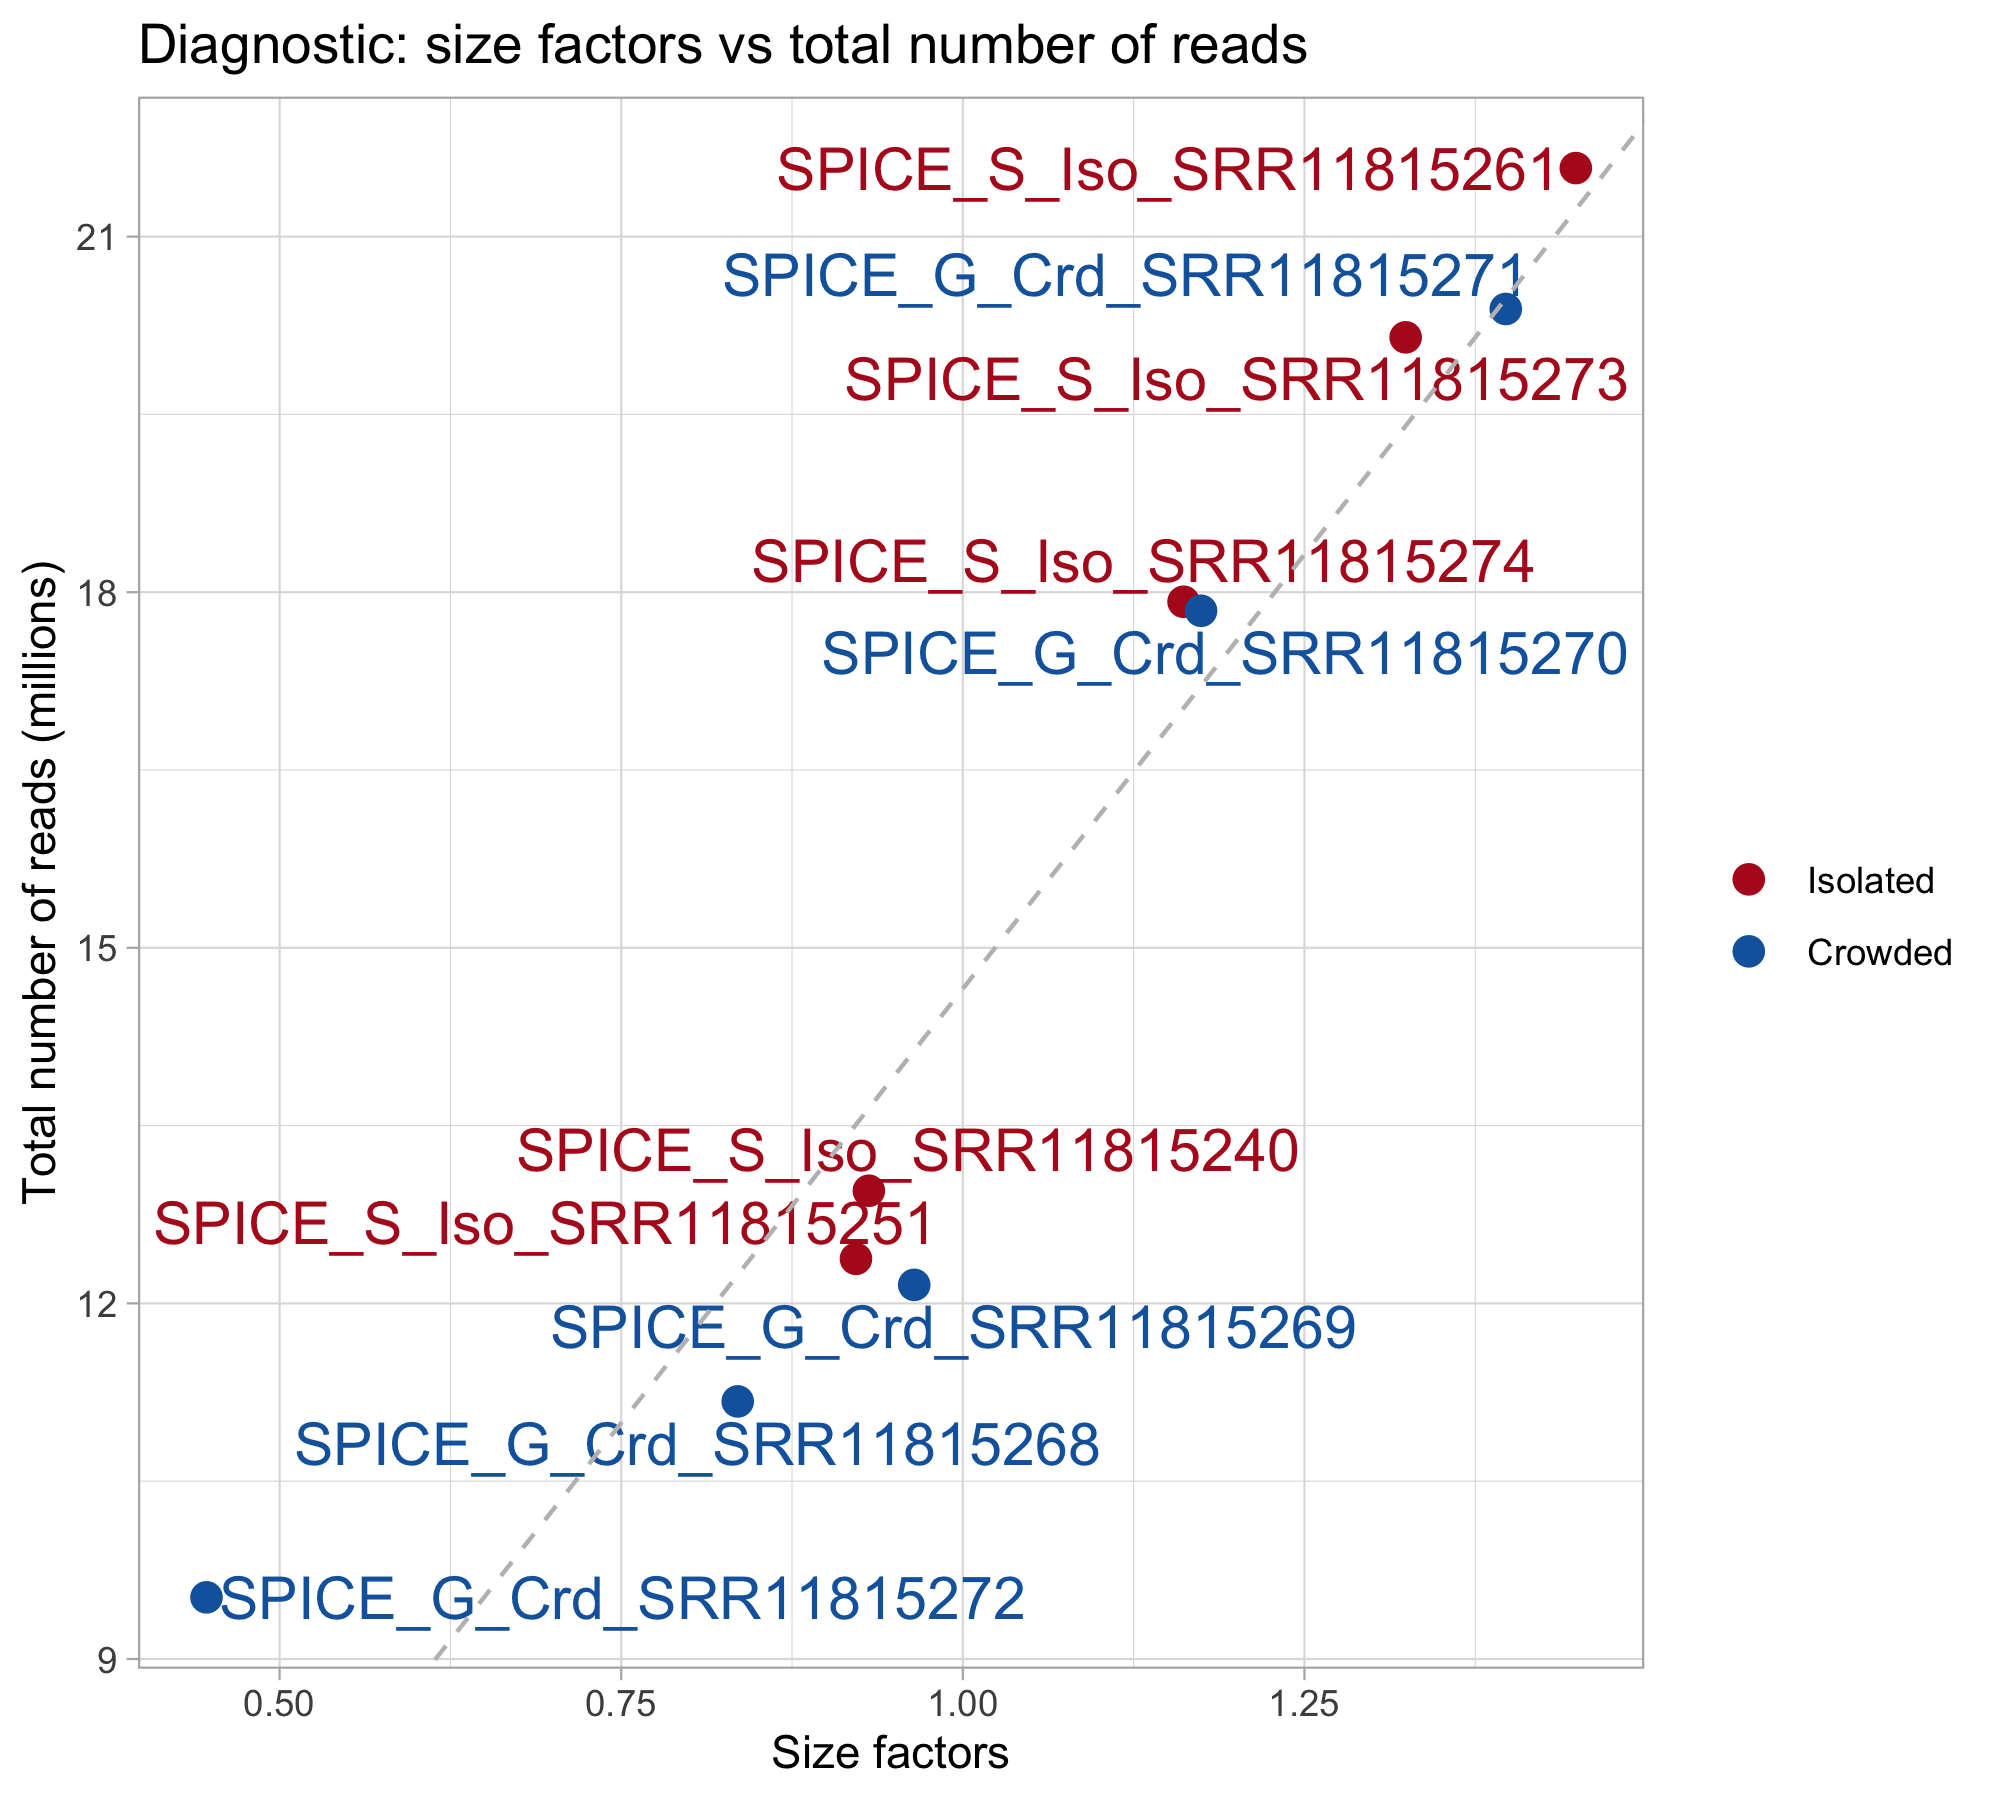 Diagnostic: size factors vs total number of reads
SPICE_S_Iso_SRR11815261
21
SPICE_G_Crd_SRR11815271
SPICE_S_Iso_SRR11815273
SPICE_S_Iso_SRR11815274
18
SPICE_G_Crd_SRR11815270
Total number of reads (millions)
Isolated
15
Crowded
SPICE_S_Iso_SRR11815240
SPICE_S_Iso_SRR11815251
12
SPICE_G_Crd_SRR11815269
SPICE_G_Crd_SRR11815268
SPICE_G_Crd_SRR11815272
9
0.50 0.75 1.00 1.25
Size factors